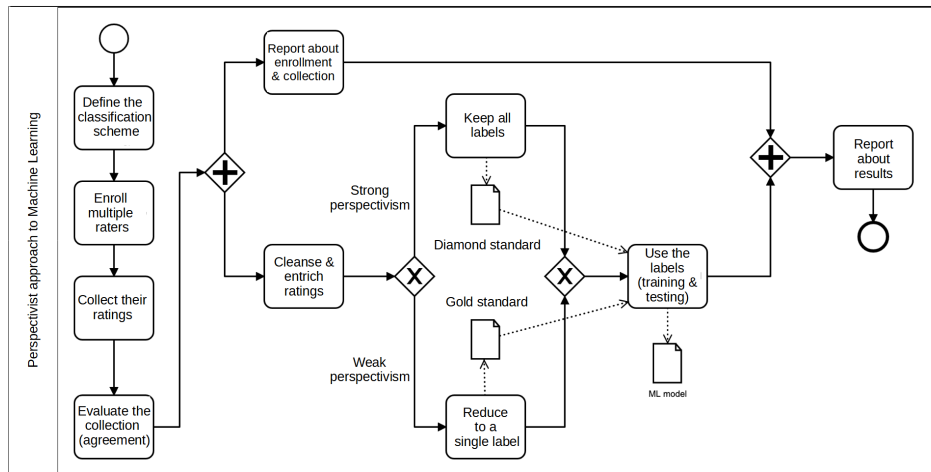 Perspectivist approach to Machine Learning
Define the
classification
scheme
Enroll
multiple
raters
Collect their
ratings
Evaluate the
collection
(agreement)
Report about
enrollment
& collection
Cleanse &
entrich
ratings
Strong
perspectivism
Weak
perspectivism
Keep all
labels
Diamond standard
Gold standard
Reduce
to a
single label
Use the
labels
(training &
testing)
ML model
Report
about
results